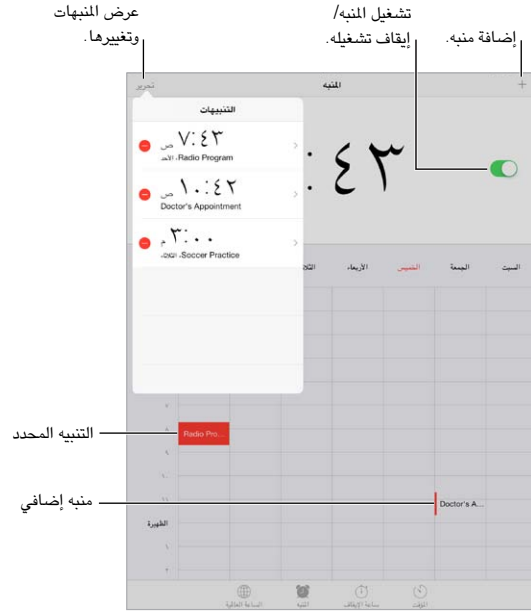 عرض المنبهات
وتغييرها.
تشغيل المنبه/
إيقاف تشغيله.
إضافة منبه.
تحرير
المنبه
+
التنبيهات
٧:٤٣ ص
Radio Program، الأحد
١٠:٤٢ ص
Doctor's Appointment
٣:٠٠ م
Soccer Practice، الثلاثاء
:٤٣
الثلا
الأربعاء
الخميس
الجمعة
السبت
التنبيه المحدد
Radio Pro...
منبه إضافي
Doctor's A...
الظهيرة
الساعة العالمية
المنبه
ساعة الإيقاف
المؤقت